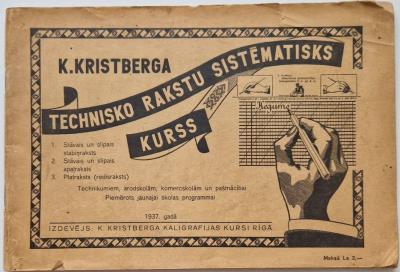 K.KRISTBERGA
TECHNISKO RAKSTU SISTĒMATISKS
KURSS
1. Stāvais un slīpais
stabiņraksts
2. Stāvais un slīpais
apaļraksts
3. Platraksts (redisraksts)
Technikumiem, arodskolām, komercskolām un pašmācībai
Piemērots jaunajai skolas programmai
1937. gadā
IZDEVĒJS: K. KRISTBERGA KALIGRAFIJAS KURSI RĪGĀ
Maksā Ls 2,—